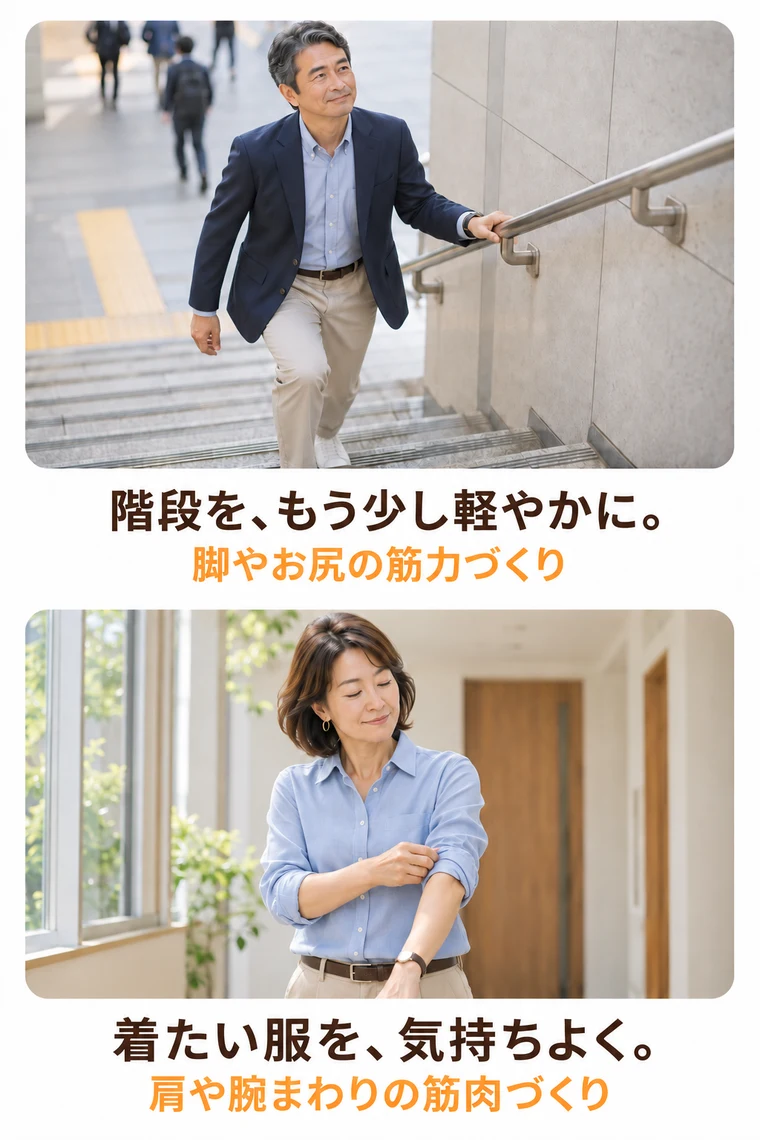 階段を、もう少し軽やかに。
脚やお尻の筋力づくり
着たい服を、気持ちよく。
肩や腕まわりの筋肉づくり